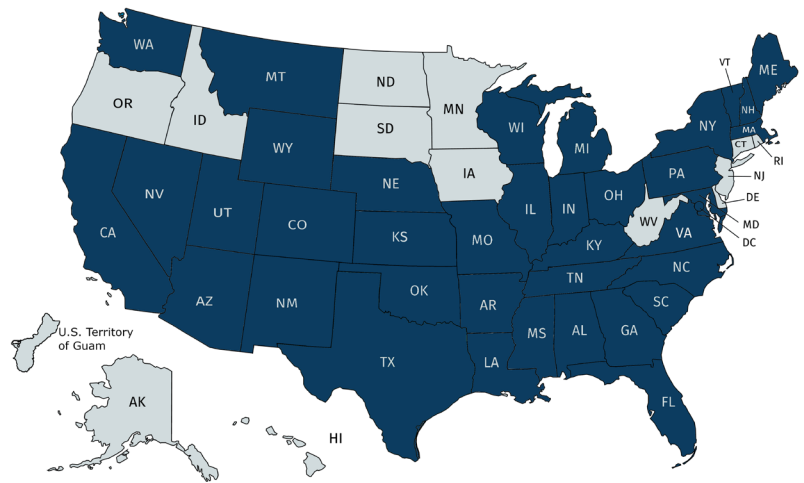 WA
MT
ND
MN
OR
ID
SD
WY
WI
MI
VT
ME
NH
NY
MA
CT
RI
NJ
PA
DE
MD
DC
IA
NE
NV
UT
CO
CA
IL
IN
OH
WV
VA
KS
MO
KY
NC
TN
AZ
NM
OK
AR
SC
MS
AL
GA
TX
LA
FL
U.S. Territory
of Guam
AK
HI